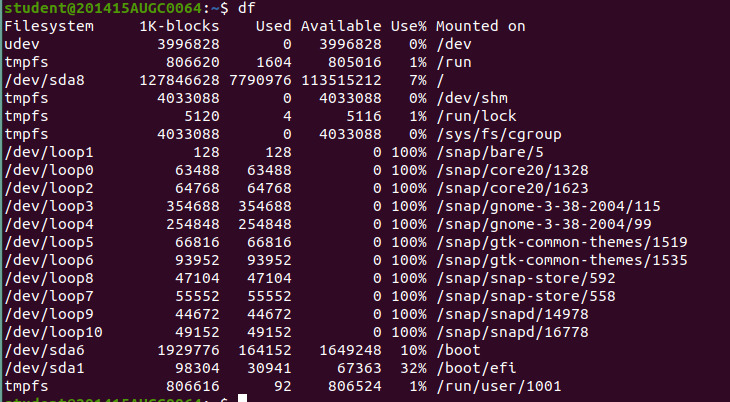 student@201415AUGC0064:~$ df
Filesystem     1K-blocks    Used Available Use% Mounted on
udev             3996828       0   3996828   0% /dev
tmpfs             806620    1604    805016   1% /run
/dev/sda8      127846628 7790976 113515212   7% /
tmpfs            4033088       0   4033088   0% /dev/shm
tmpfs               5120       4      5116   1% /run/lock
tmpfs            4033088       0   4033088   0% /sys/fs/cgroup
/dev/loop1           128     128         0 100% /snap/bare/5
/dev/loop0         63488   63488         0 100% /snap/core20/1328
/dev/loop2         64768   64768         0 100% /snap/core20/1623
/dev/loop3        354688  354688         0 100% /snap/gnome-3-38-2004/115
/dev/loop4        254848  254848         0 100% /snap/gnome-3-38-2004/99
/dev/loop5         66816   66816         0 100% /snap/gtk-common-themes/1519
/dev/loop6         93952   93952         0 100% /snap/gtk-common-themes/1535
/dev/loop8         47104   47104         0 100% /snap/snap-store/592
/dev/loop7         55552   55552         0 100% /snap/snap-store/558
/dev/loop9         44672   44672         0 100% /snap/snapd/14978
/dev/loop10        49152   49152         0 100% /snap/snapd/16778
/dev/sda6        1929776  164152   1649248  10% /boot
/dev/sda1          98304   30941     67363  32% /boot/efi
tmpfs             806616      92    806524   1% /run/user/1001
student@201415AUGC0064:~$